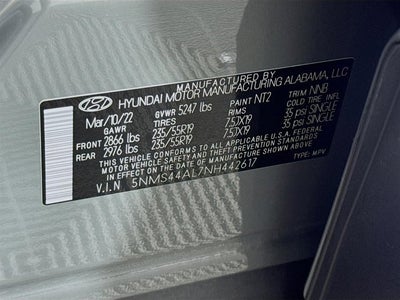 MANUFACTURED BY
HYUNDAI MOTOR MANUFACTURING ALABAMA, LLC
Mar/10/22 GVWR 5247 lbs PAINT NT2 TRIM NNB
GAWR TIRES RIMS COLD TIRE INFL
FRONT 2866 lbs 235/55R19 7.5JX19 35 psi SINGLE
REAR 2976 lbs 235/55R19 7.5JX19 35 psi SINGLE
THIS VEHICLE CONFORMS TO ALL APPLICABLE U.S.A. FEDERAL
MOTOR VEHICLE SAFETY, BUMPER, AND THEFT PREVENTION
STANDARDS IN EFFECT ON THE
DATE OF MANUFACTURE SHOWN ABOVE.
V.I.N 5NMS44AL7NH442617 TYPE : MPV